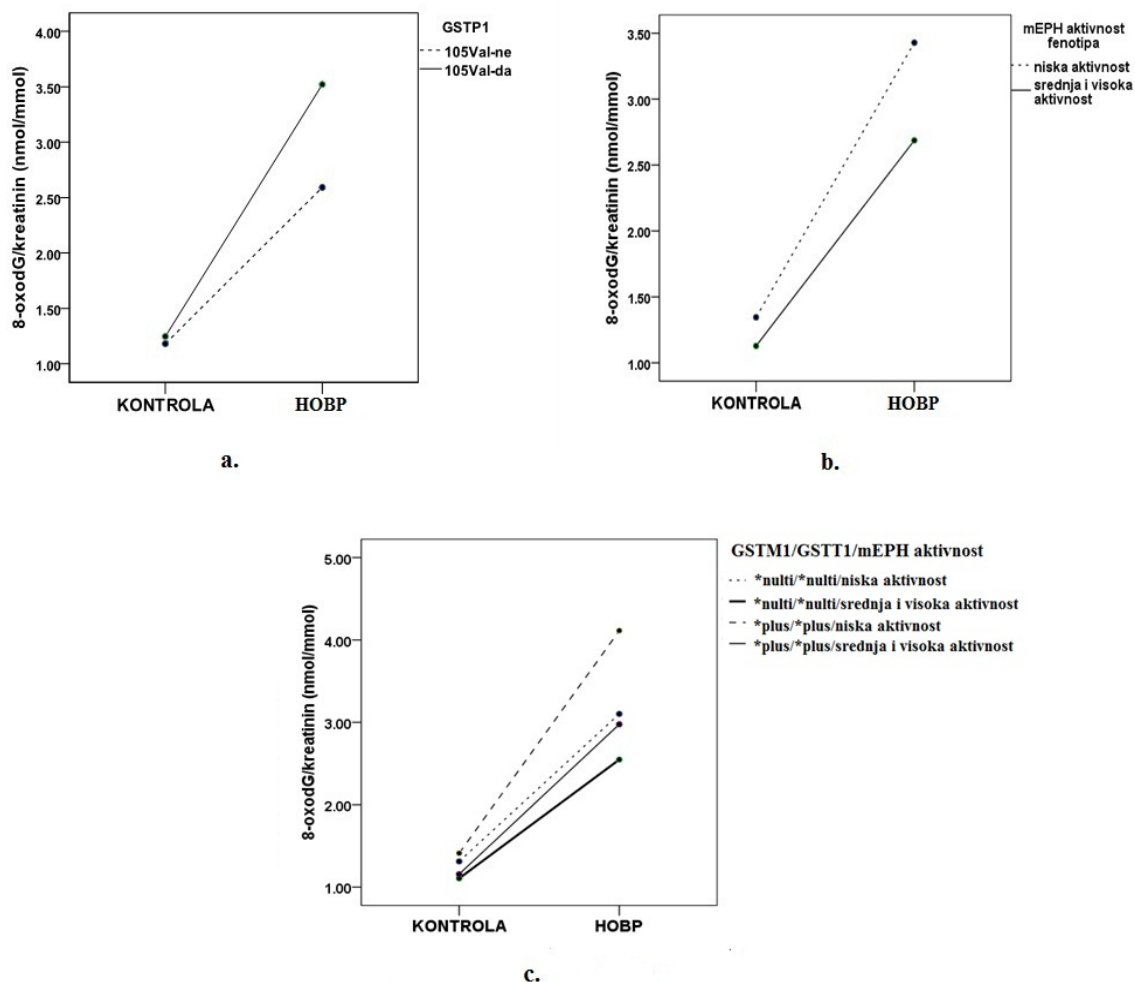 GSTP1
105Val-ne
105Val-da
8-oxodG/kreatinin (nmol/mmol)
4.00
3.50
3.00
2.50
2.00
1.50
1.00
KONTROLA HOBP
a.
mEPH aktivnost
fenotipa
niska aktivnost
srednja i visoka
aktivnost
8-oxodG/kreatinin (nmol/mmol)
3.50
3.00
2.50
2.00
1.50
1.00
KONTROLA HOBP
b.
GSTM1/GSTT1/mEPH aktivnost
*nulti/*nulti/niska aktivnost
*nulti/*nulti/srednja i visoka aktivnost
*plus/*plus/niska aktivnost
*plus/*plus/srednja i visoka aktivnost
8-oxodG/kreatinin (nmol/mmol)
5.00
4.00
3.00
2.00
1.00
KONTROLA HOBP
c.